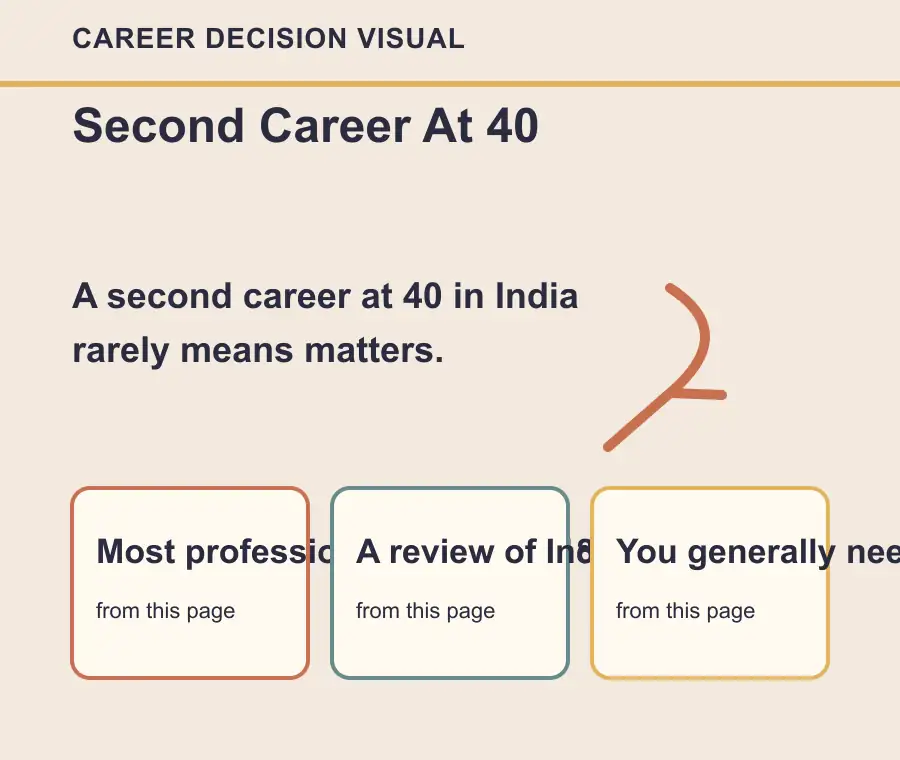 CAREER DECISION VISUAL
Second Career At 40
A second career at 40 in India
rarely means matters.
Most professio
A review of In
You generally nee
from this page
from this page
from this page